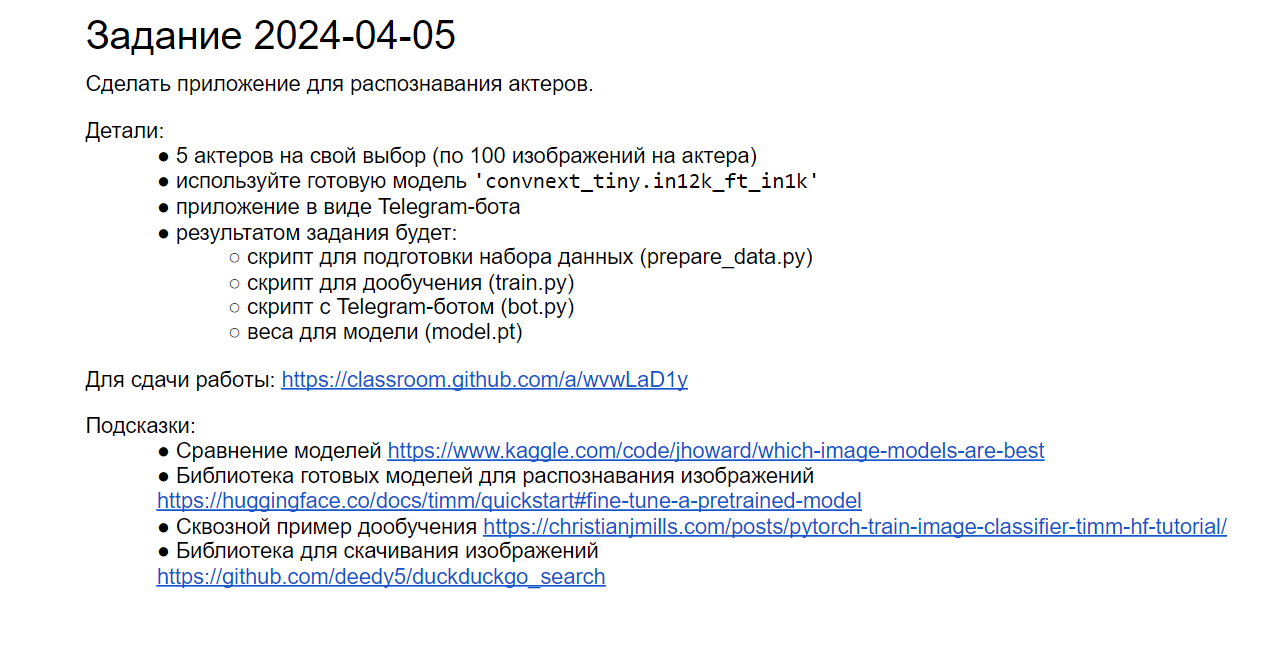 Задание 2024-04-05
Сделать приложение для распознавания актеров.
Детали:
● 5 актеров на свой выбор (по 100 изображений на актера)
● используйте готовую модель 'convnext_tiny.in12k_ft_in1k'
● приложение в виде Telegram-бота
● результатом задания будет:
○ скрипт для подготовки набора данных (prepare_data.py)
○ скрипт для дообучения (train.py)
○ скрипт с Telegram-ботом (bot.py)
○ веса для модели (model.pt)
Для сдачи работы: https://classroom.github.com/a/wvwLaD1y
Подсказки:
● Сравнение моделей https://www.kaggle.com/code/jhoward/which-image-models-are-best
● Библиотека готовых моделей для распознавания изображений
https://huggingface.co/docs/timm/quickstart#fine-tune-a-pretrained-model
● Сквозной пример дообучения https://christianjmills.com/posts/pytorch-train-image-classifier-timm-hf-tutorial/
● Библиотека для скачивания изображений
https://github.com/deedy5/duckduckgo_search